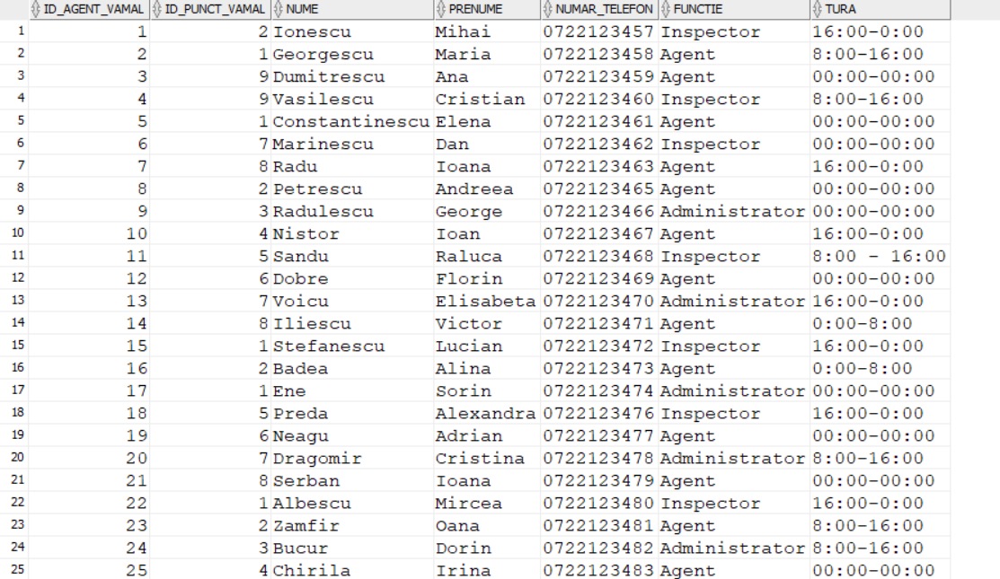 ID_AGENT_VAMAL ID_PUNCT_VAMAL NUME PRENUME NUMAR_TELEFON FUNCTIE TURA
1 1 2 Ionescu Mihai 0722123457 Inspector 16:00-0:00
2 2 1 Georgescu Maria 0722123458 Agent 8:00-16:00
3 3 9 Dumitrescu Ana 0722123459 Agent 00:00-00:00
4 4 9 Vasilescu Cristian 0722123460 Inspector 8:00-16:00
5 5 1 Constantinescu Elena 0722123461 Agent 00:00-00:00
6 6 7 Marinescu Dan 0722123462 Inspector 00:00-00:00
7 7 8 Radu Ioana 0722123463 Agent 16:00-0:00
8 8 2 Petrescu Andreea 0722123465 Agent 00:00-00:00
9 9 3 Radulescu George 0722123466 Administrator 00:00-00:00
10 10 4 Nistor Ioan 0722123467 Agent 16:00-0:00
11 11 5 Sandu Raluca 0722123468 Inspector 8:00 - 16:00
12 12 6 Dobre Florin 0722123469 Agent 00:00-00:00
13 13 7 Voicu Elisabeta 0722123470 Administrator 16:00-0:00
14 14 8 Iliescu Victor 0722123471 Agent 0:00-8:00
15 15 1 Stefanescu Lucian 0722123472 Inspector 16:00-0:00
16 16 2 Badea Alina 0722123473 Agent 0:00-8:00
17 17 1 Ene Sorin 0722123474 Administrator 00:00-00:00
18 18 5 Preda Alexandra 0722123476 Inspector 16:00-0:00
19 19 6 Neagu Adrian 0722123477 Agent 00:00-00:00
20 20 7 Dragomir Cristina 0722123478 Administrator 8:00-16:00
21 21 8 Serban Ioana 0722123479 Agent 00:00-00:00
22 22 1 Albescu Mircea 0722123480 Inspector 16:00-0:00
23 23 2 Zamfir Oana 0722123481 Agent 8:00-16:00
24 24 3 Bucur Dorin 0722123482 Administrator 8:00-16:00
25 25 4 Chirila Irina 0722123483 Agent 00:00-00:00